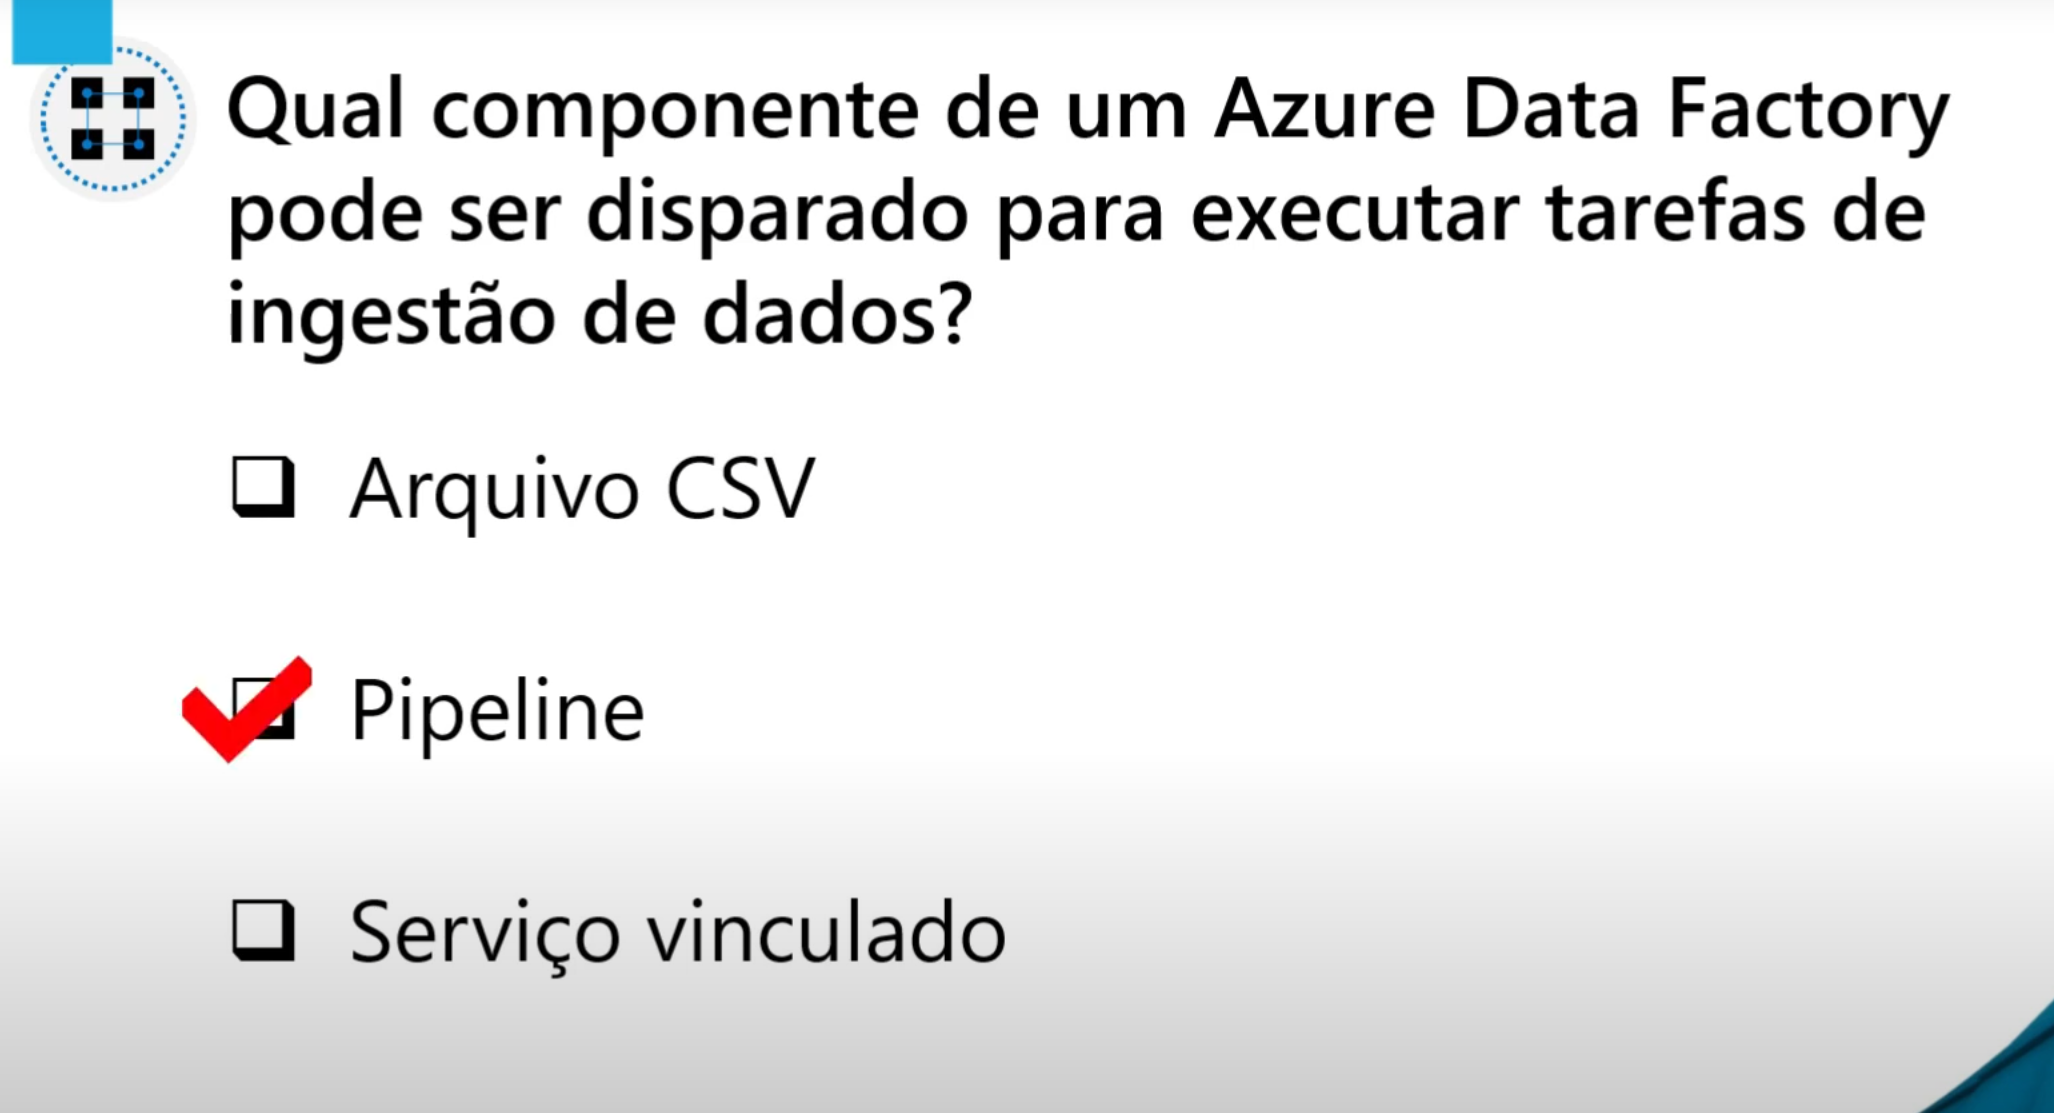 Qual componente de um Azure Data Factory
pode ser disparado para executar tarefas de
ingestão de dados?
Arquivo CSV
Pipeline
Serviço vinculado